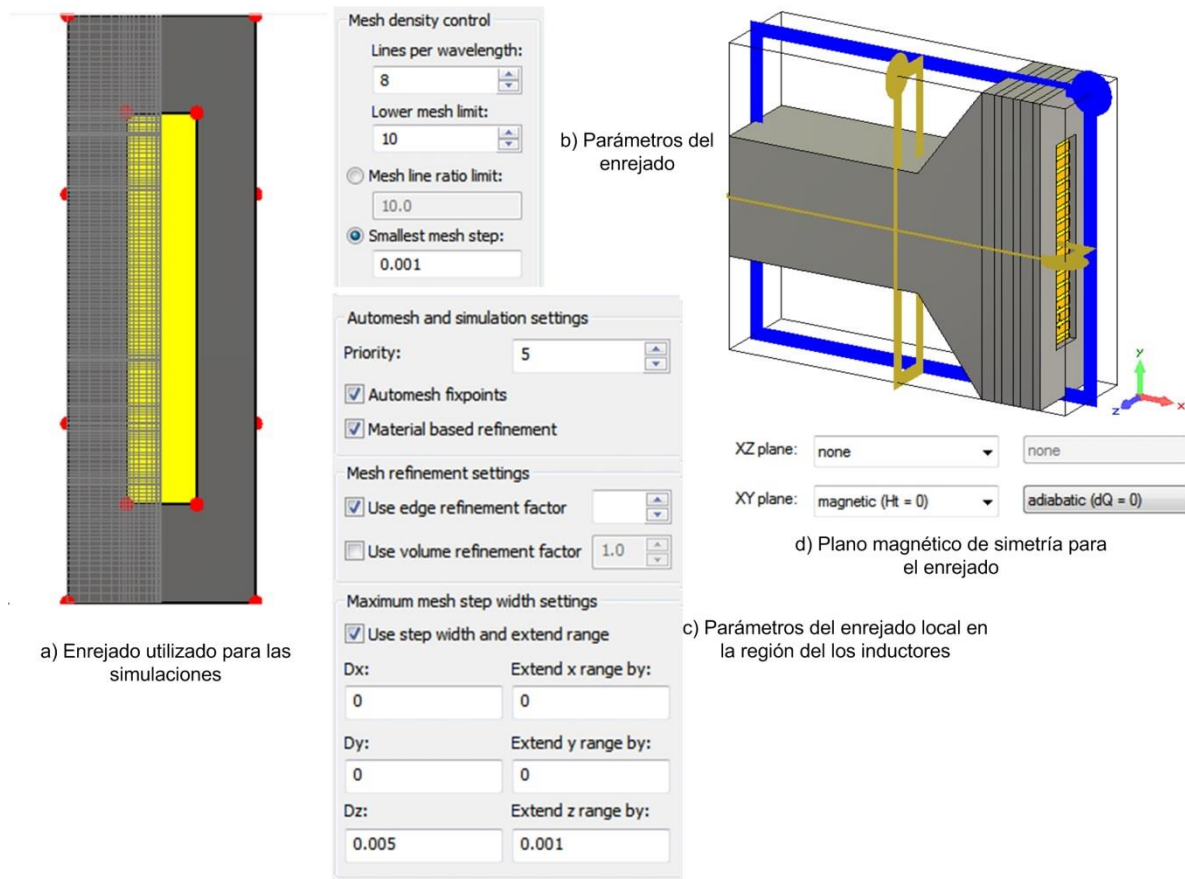 a) Enrejado utilizado para las
simulaciones
Mesh density control
Lines per wavelength:
8
Lower mesh limit:
10
Mesh line ratio limit:
10.0
Smallest mesh step:
0.001
b) Parámetros del
enrejado
Automesh and simulation settings
Priority:
5
Automesh fixpoints
Material based refinement
Mesh refinement settings
Use edge refinement factor
Use volume refinement factor
1.0
Maximum mesh step width settings
Use step width and extend range
Dx:
Extend x range by:
0
0
Dy:
Extend y range by:
0
0
Dz:
Extend z range by:
0.005
0.001
c) Parámetros del enrejado local en
la región del los inductores
y
z
x
XZ plane:
none
none
XY plane:
magnetic (Ht = 0)
adiabatic (dQ = 0)
d) Plano magnético de simetría para
el enrejado